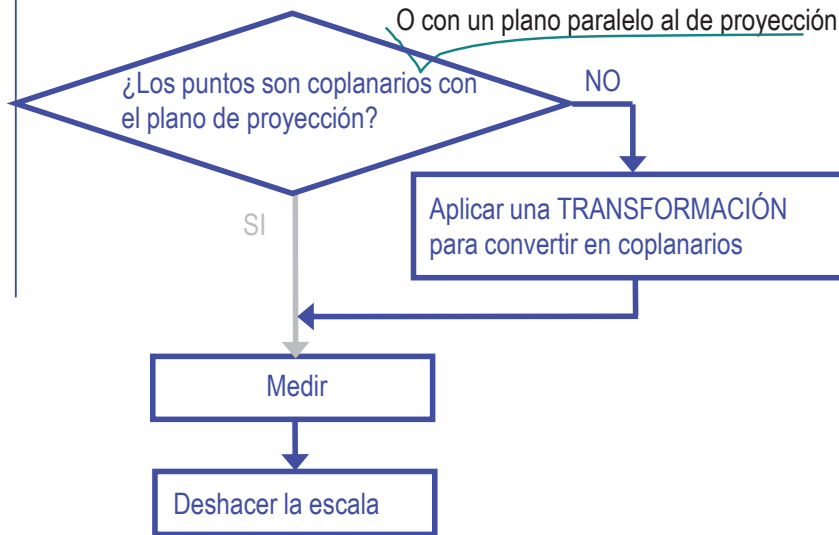 O con un plano paralelo al de proyección
¿Los puntos son coplanarios con
el plano de proyección?
NO
SI
Aplicar una TRANSFORMACIÓN
para convertir en coplanarios
Medir
Deshacer la escala